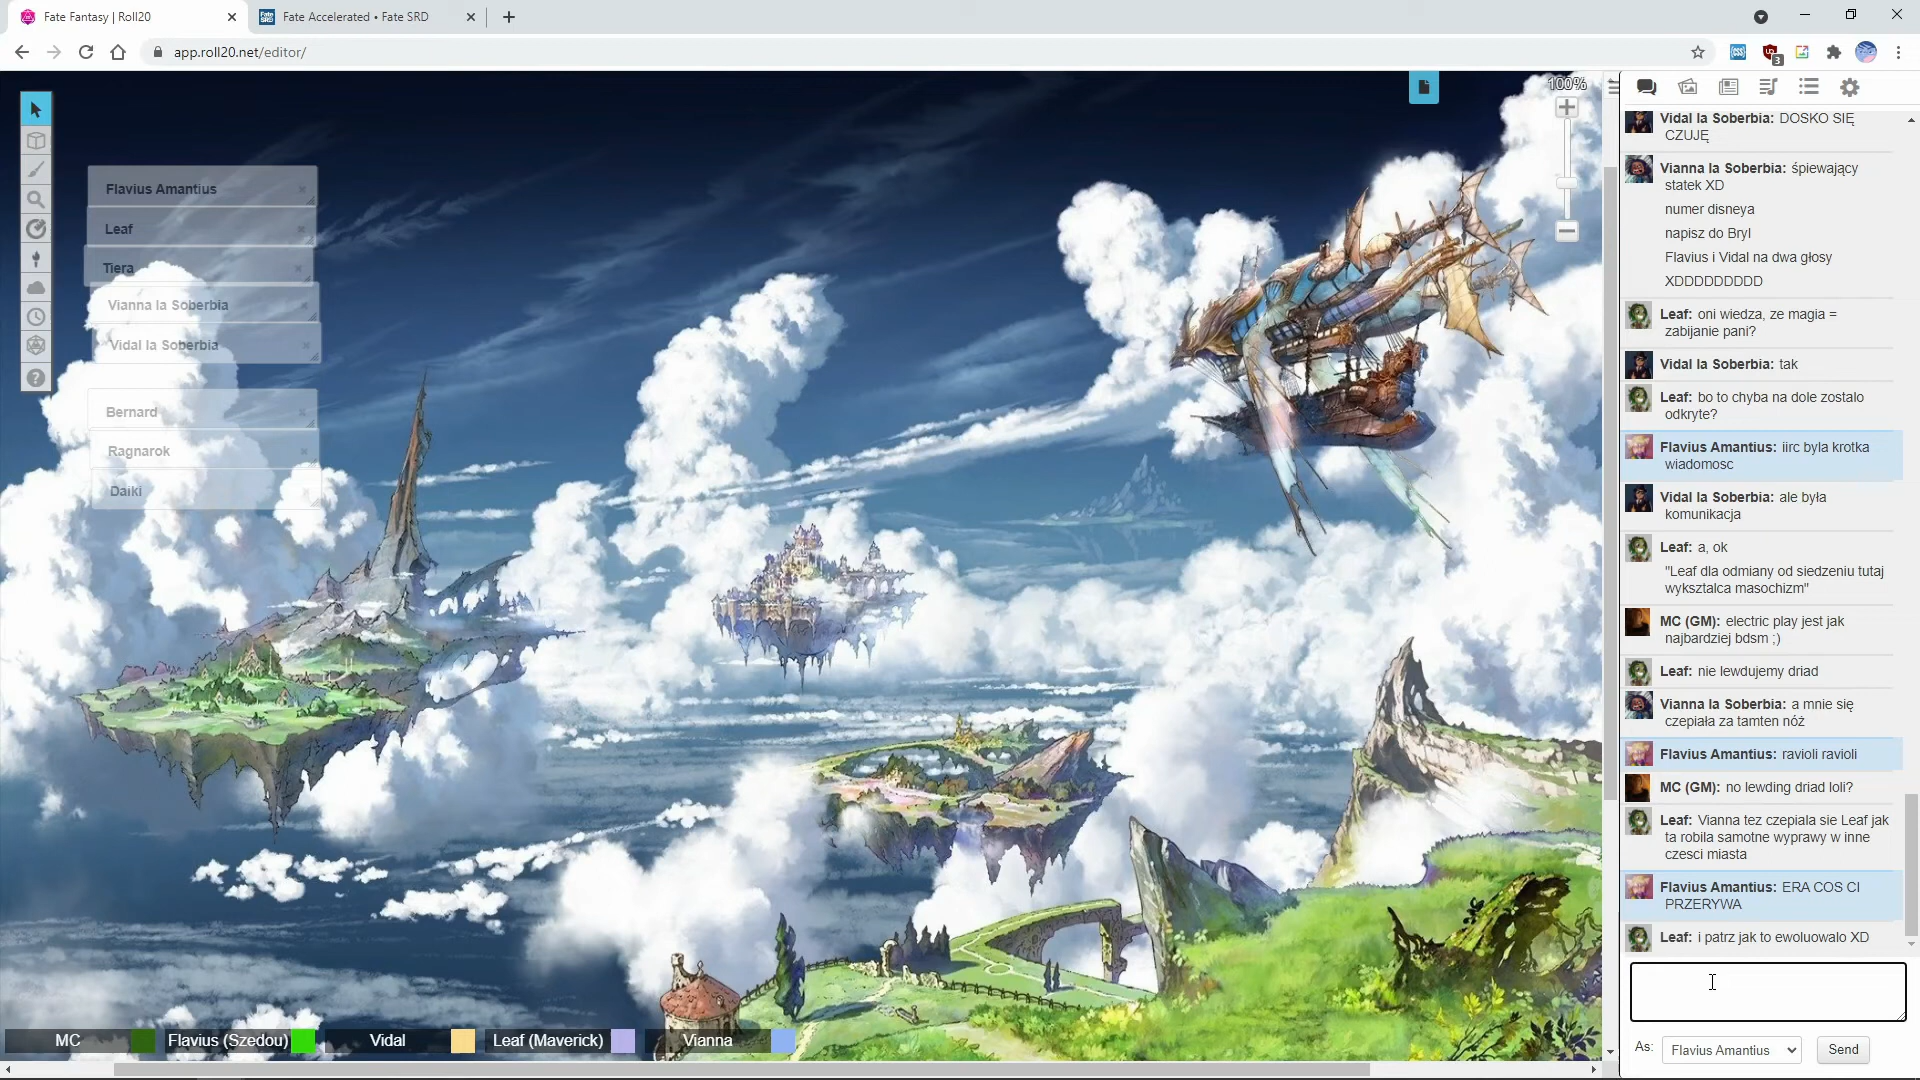 Fate Fantasy | Roll20
Fate Accelerated • Fate SRD
app.roll20.net/editor/
3
100%
Flavius Amantius
Leaf
Tiera
Vianna la Soberbia
Vidal la Soberbia
Bernard
Ragnarok
Daiki
Vidal la Soberbia: DOSKO SIĘ
CZUJĘ
Vianna la Soberbia: śpiewający
statek XD
numer disneya
napisz do Bryl
Flavius i Vidal na dwa głosy
XDDDDDDDDD
Leaf: oni wiedza, ze magia =
zabijanie pani?
Vidal la Soberbia: tak
Leaf: bo to chyba na dole zostalo
odkryte?
Flavius Amantius: iirc byla krotka
wiadomosc
Vidal la Soberbia: ale była
komunikacja
Leaf: a, ok
"Leaf dla odmiany od siedzeniu tutaj
wyksztalca masochizm"
MC (GM): electric play jest jak
najbardziej bdsm ;)
Leaf: nie lewdujemy driad
Vianna la Soberbia: a mnie się
czepiała za tamten nóż
Flavius Amantius: ravioli ravioli
MC (GM): no lewding driad loli?
Leaf: Vianna tez czepiala sie Leaf jak
ta robila samotne wyprawy w inne
czesci miasta
Flavius Amantius: ERA COS CI
PRZERYWA
Leaf: i patrz jak to ewoluowalo XD
As: Flavius Amantius Send
MC Flavius (Szedou) Vidal Leaf (Maverick) Vianna